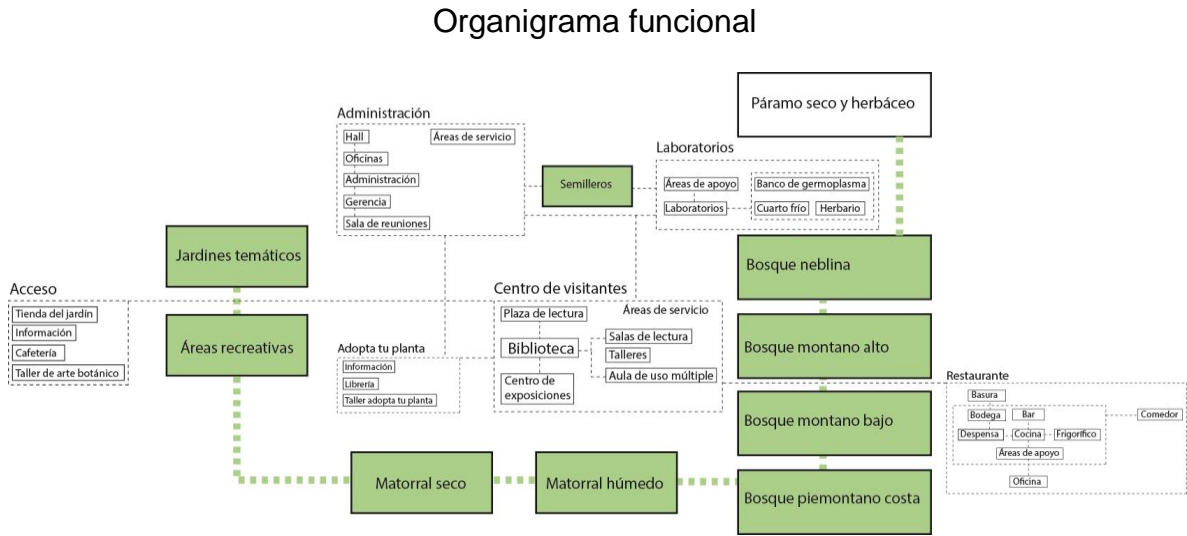 Organigrama funcional
Páramo seco y herbáceo
Administración
Hall
Áreas de servicio
Oficinas
Administración
Gerencia
Sala de reuniones
Semilleros
Laboratorios
Áreas de apoyo
Banco de germoplasma
Laboratorios
Cuarto frío
Herbario
Jardines temáticos
Bosque neblina
Acceso
Tienda del jardín
Información
Cafetería
Taller de arte botánico
Áreas recreativas
Centro de visitantes
Plaza de lectura
Áreas de servicio
Biblioteca
Salas de lectura
Talleres
Aula de uso múltiple
Centro de
exposiciones
Adopta tu planta
Información
Librería
Taller adopta tu planta
Bosque montano alto
Bosque montano bajo
Restaurante
Basura
Bodega
Bar
Comedor
Despensa
Cocina
Frigorífico
Áreas de apoyo
Oficina
Matorral seco
Matorral húmedo
Bosque piemontano costa